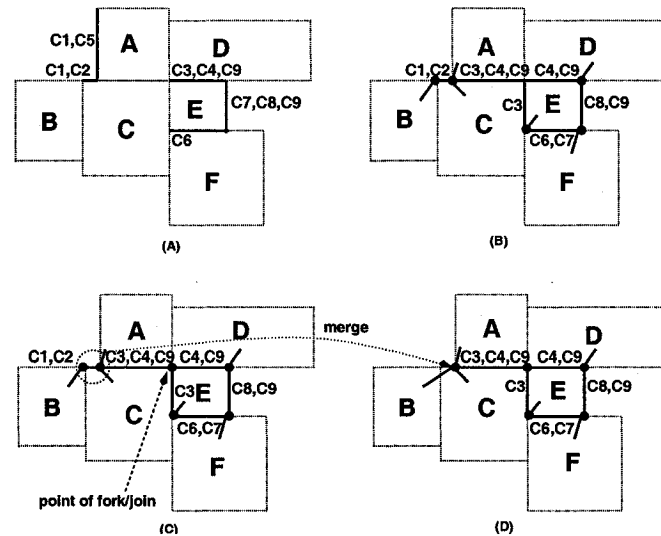 C1,C5
A
D
C1,C2
C3,C4,C9
B
C
E
C7,C8,C9
C6
F
(A)
A
D
C1,C2
C3,C4,C9
C4,C9
B
C
C3
E
C8,C9
C6,C7
F
(B)
A
D
merge
C1,C2
C3,C4,C9
C4,C9
B
C
C3
E
C8,C9
C6,C7
F
point of fork/join
(C)
A
D
C3,C4,C9
C4,C9
B
C
C3
E
C8,C9
C6,C7
F
(D)